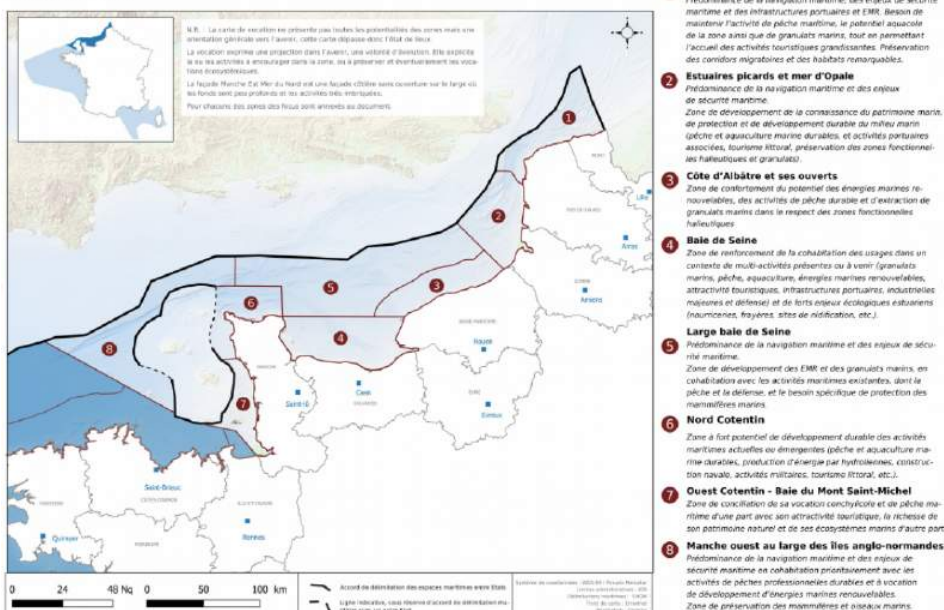 N.B. : La carte de vocation ne présente pas toutes les potentialités des zones mais une
orientation générale vers l'avenir, cette carte dépasse donc l'état de lieux.
La vocation exprime une projection dans l'avenir, une volonté d'évolution. Elle explicite
la ou les activités à encourager dans la zone, ou à préserver et éventuellement les voca-
tions écosystémiques.
La façade Manche Est Mer du Nord est une façade côtière sans ouverture sur le large où
les fonds sont peu profonds et les activités très imbriquées.
Pour chacune des zones des focus sont annexés au document.
1
2
3
4
5
6
7
8
Lille
Arras
Amiens
Rouen
Evreux
Caen
Saint-lô
Saint-Brieuc
Quimper
Rennes
0 24 48 Nq 0 50 100 km
Accord de délimitation des espaces maritimes entre Etats
Prédominance de la navigation maritime, des enjeux de sécurité
maritime et des infrastructures portuaires et EMR. Besoin de
maintenir l'activité de pêche maritime, le potentiel aquacole
de la zone ainsi que de granulats marins, tout en permettant
l'accueil des activités touristiques grandissantes. Préservation
des corridors migratoires et des habitats remarquables.
2 Estuaires picards et mer d'Opale
Prédominance de la navigation maritime et des enjeux
de sécurité maritime.
Zone de développement de la connaissance du patrimoine marin,
de protection et de développement durable du milieu marin
(pêche et aquaculture marine durables, et activités portuaires
associées, tourisme littoral, préservation des zones fonctionnel-
les halieutiques et granulats).
3 Côte d'Albâtre et ses ouverts
Zone de confortement du potentiel des énergies marines re-
nouvelables, des activités de pêche durable et d'extraction de
granulats marins dans le respect des zones fonctionnelles
halieutiques
4 Baie de Seine
Zone de renforcement de la cohabitation des usages dans un
contexte de multi-activités présentes ou à venir (granulats
marins, pêche, aquaculture, énergies marines renouvelables,
attractivité touristiques, infrastructures portuaires, industrielles
majeures et défense) et de forts enjeux écologiques estuariens
(nourriceries, frayères, sites de nidification, etc.).
5 Large baie de Seine
Prédominance de la navigation maritime et des enjeux de sécu-
rité maritime.
Zone de développement des EMR et des granulats marins, en
cohabitation avec les activités maritimes existantes, dont la
pêche et la défense, et le besoin spécifique de protection des
mammifères marins
6 Nord Cotentin
Zone à fort potentiel de développement durable des activités
maritimes actuelles ou émergentes (pêche et aquaculture ma-
rine durables, production d'énergie par hydroliennes, construc-
tion navale, activités militaires, tourisme littoral, etc.).
7 Ouest Cotentin - Baie du Mont Saint-Michel
Zone de conciliation de sa vocation conchylicole et de pêche ma-
ritime d'une part avec son attractivité touristique, la richesse de
son patrimoine naturel et de ses écosystèmes marins d'autre part
8 Manche ouest au large des îles anglo-normandes
Prédominance de la navigation maritime et des enjeux de
sécurité maritime en cohabitation prioritairement avec les
activités de pêches professionnelles durables et à vocation
de développement d'énergies marines renouvelables.
Zone de préservation des mammifères et oiseaux marins.